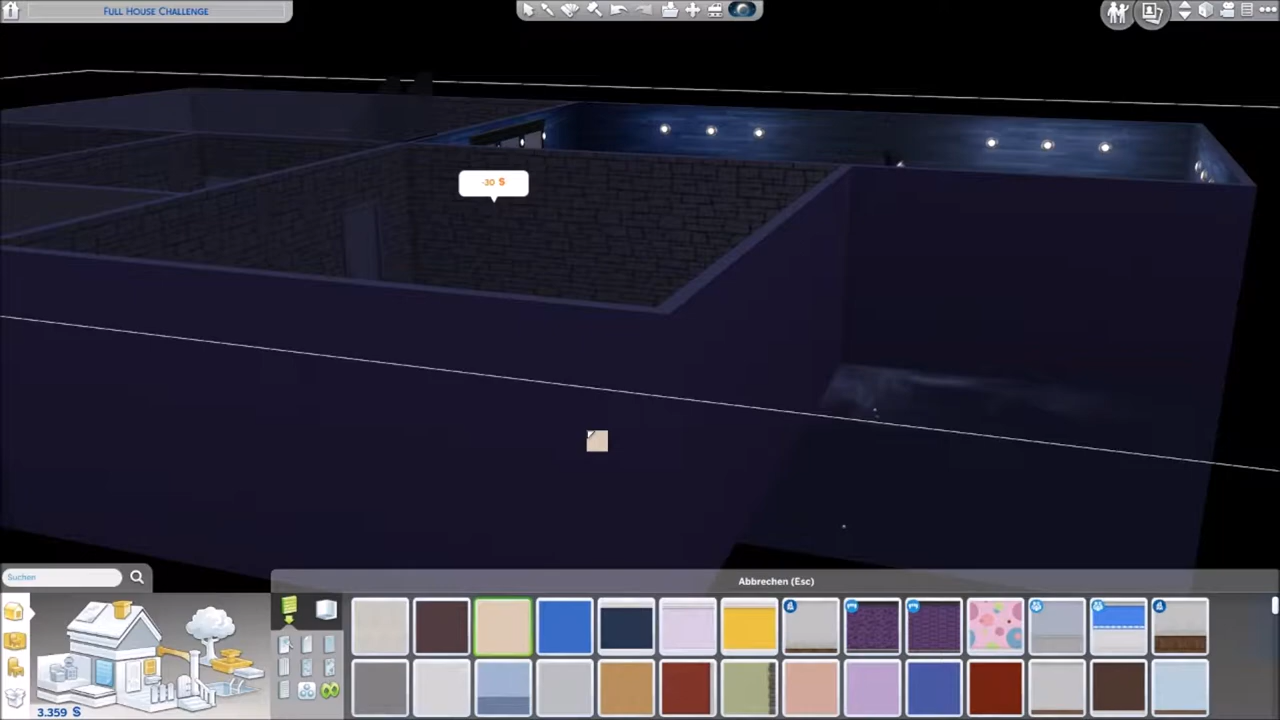 Full House Challenge
-30 $
Suchen
Abbrechen (Esc)
3.359 $